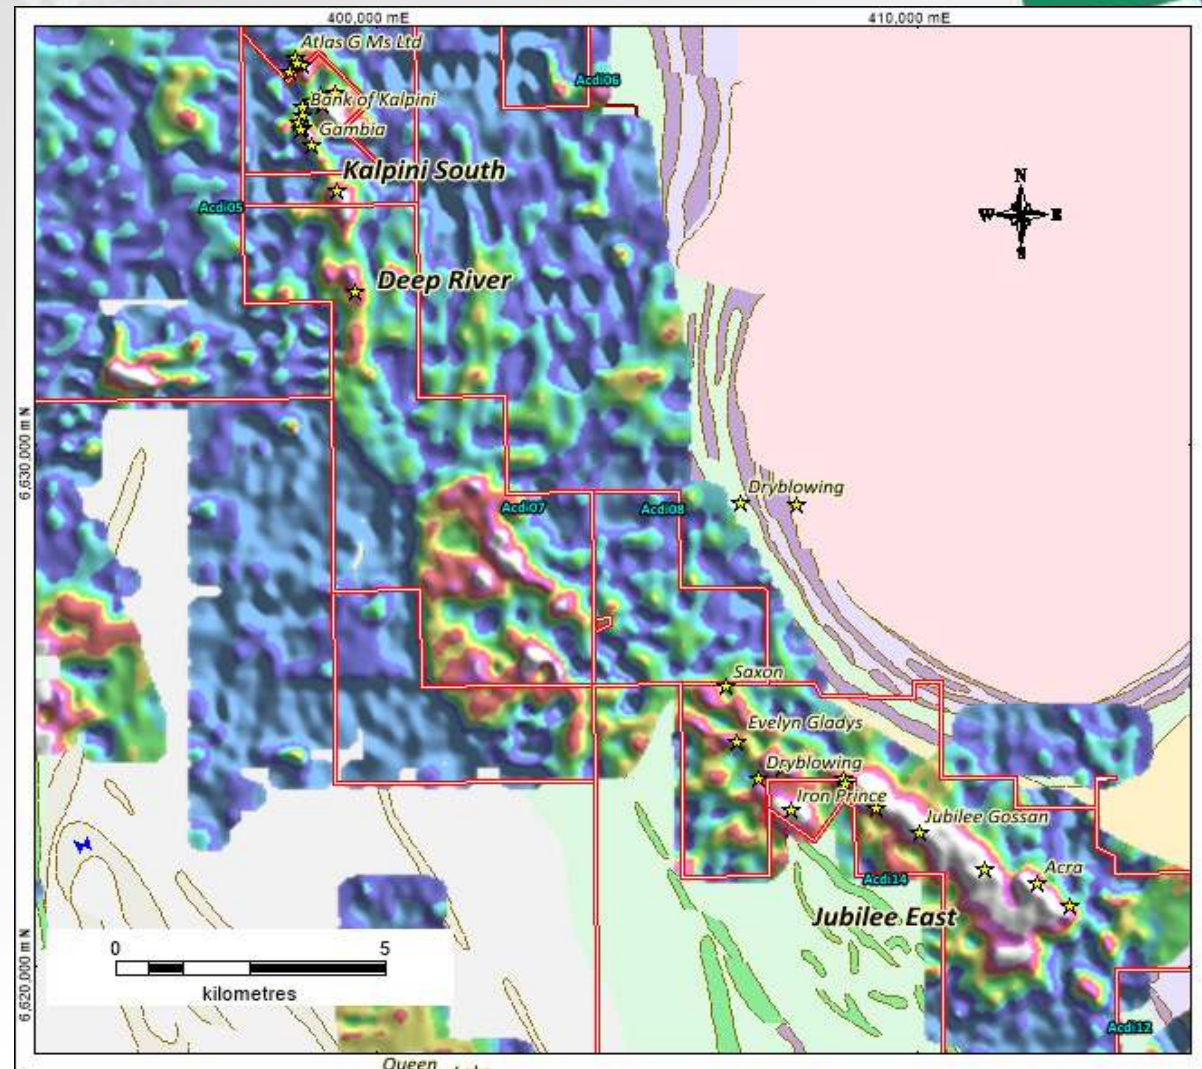 400,000 mE
410,000 mE
Atlas G Ms Ltd
Acdi06
Bank of Kalpini
Gambia
Kalpini South
N
W E
S
Acdi05
Deep River
6,630,000 m N
Dryblowing
Acdi07
Acdi08
Saxon
Evelyn Gladys
Dryblowing
Iron Prince
Jubilee Gossan
Acra
Acdi14
Jubilee East
0 5
kilometres
6,620,000 m N
Acdi12
Queen Lake